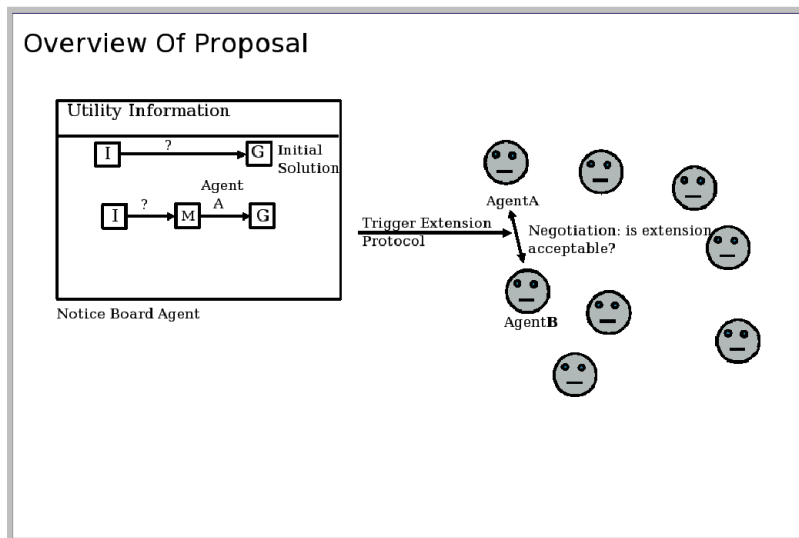 Overview Of Proposal
Utility Information
?
I
G
Initial
Solution
Agent
A
?
I
M
G
Notice Board Agent
Trigger Extension
Protocol
AgentA
Negotiation: is extension
acceptable?
AgentB